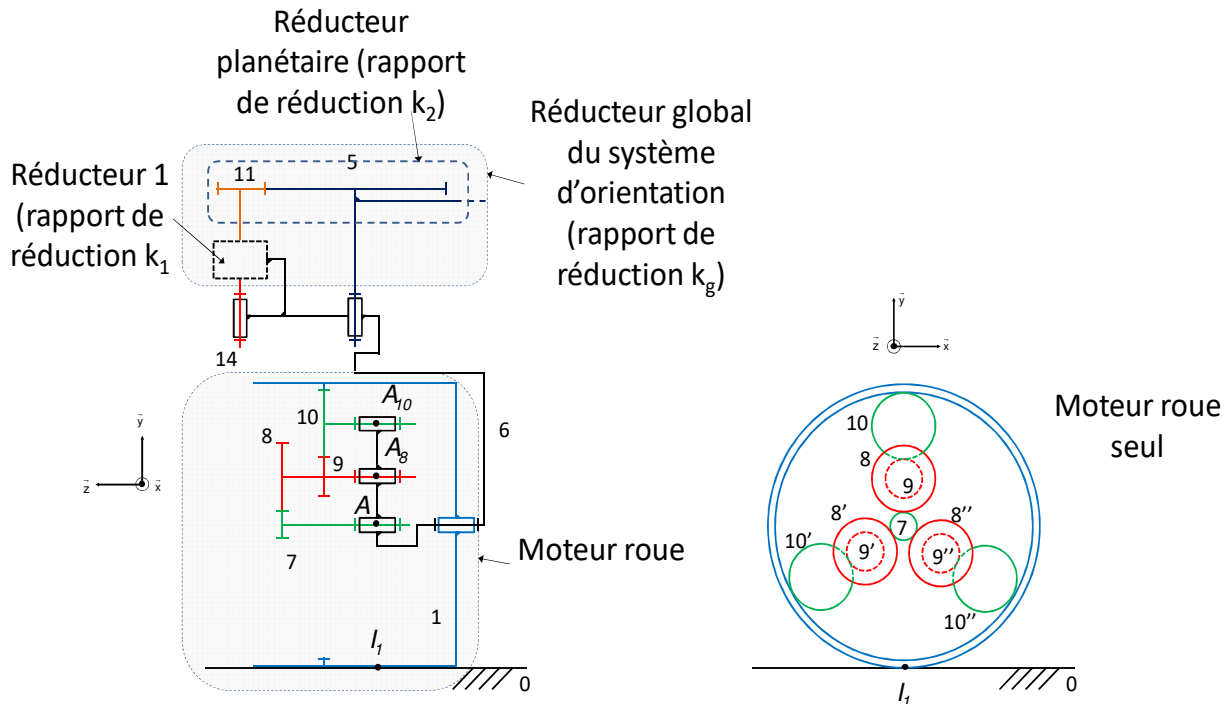 Réducteur
planétaire (rapport
de réduction k2)
Réducteur global
du système
d'orientation
(rapport de
réduction kg)
Réducteur 1
(rapport de
réduction k1
11
5
14
10
A10
8
A8
9
A
7
6
1
I1
0
y
z
x
Moteur roue
y
z
x
Moteur roue
seul
10
8
9
8'
7
8''
10'
9'
9''
10''
I1
0